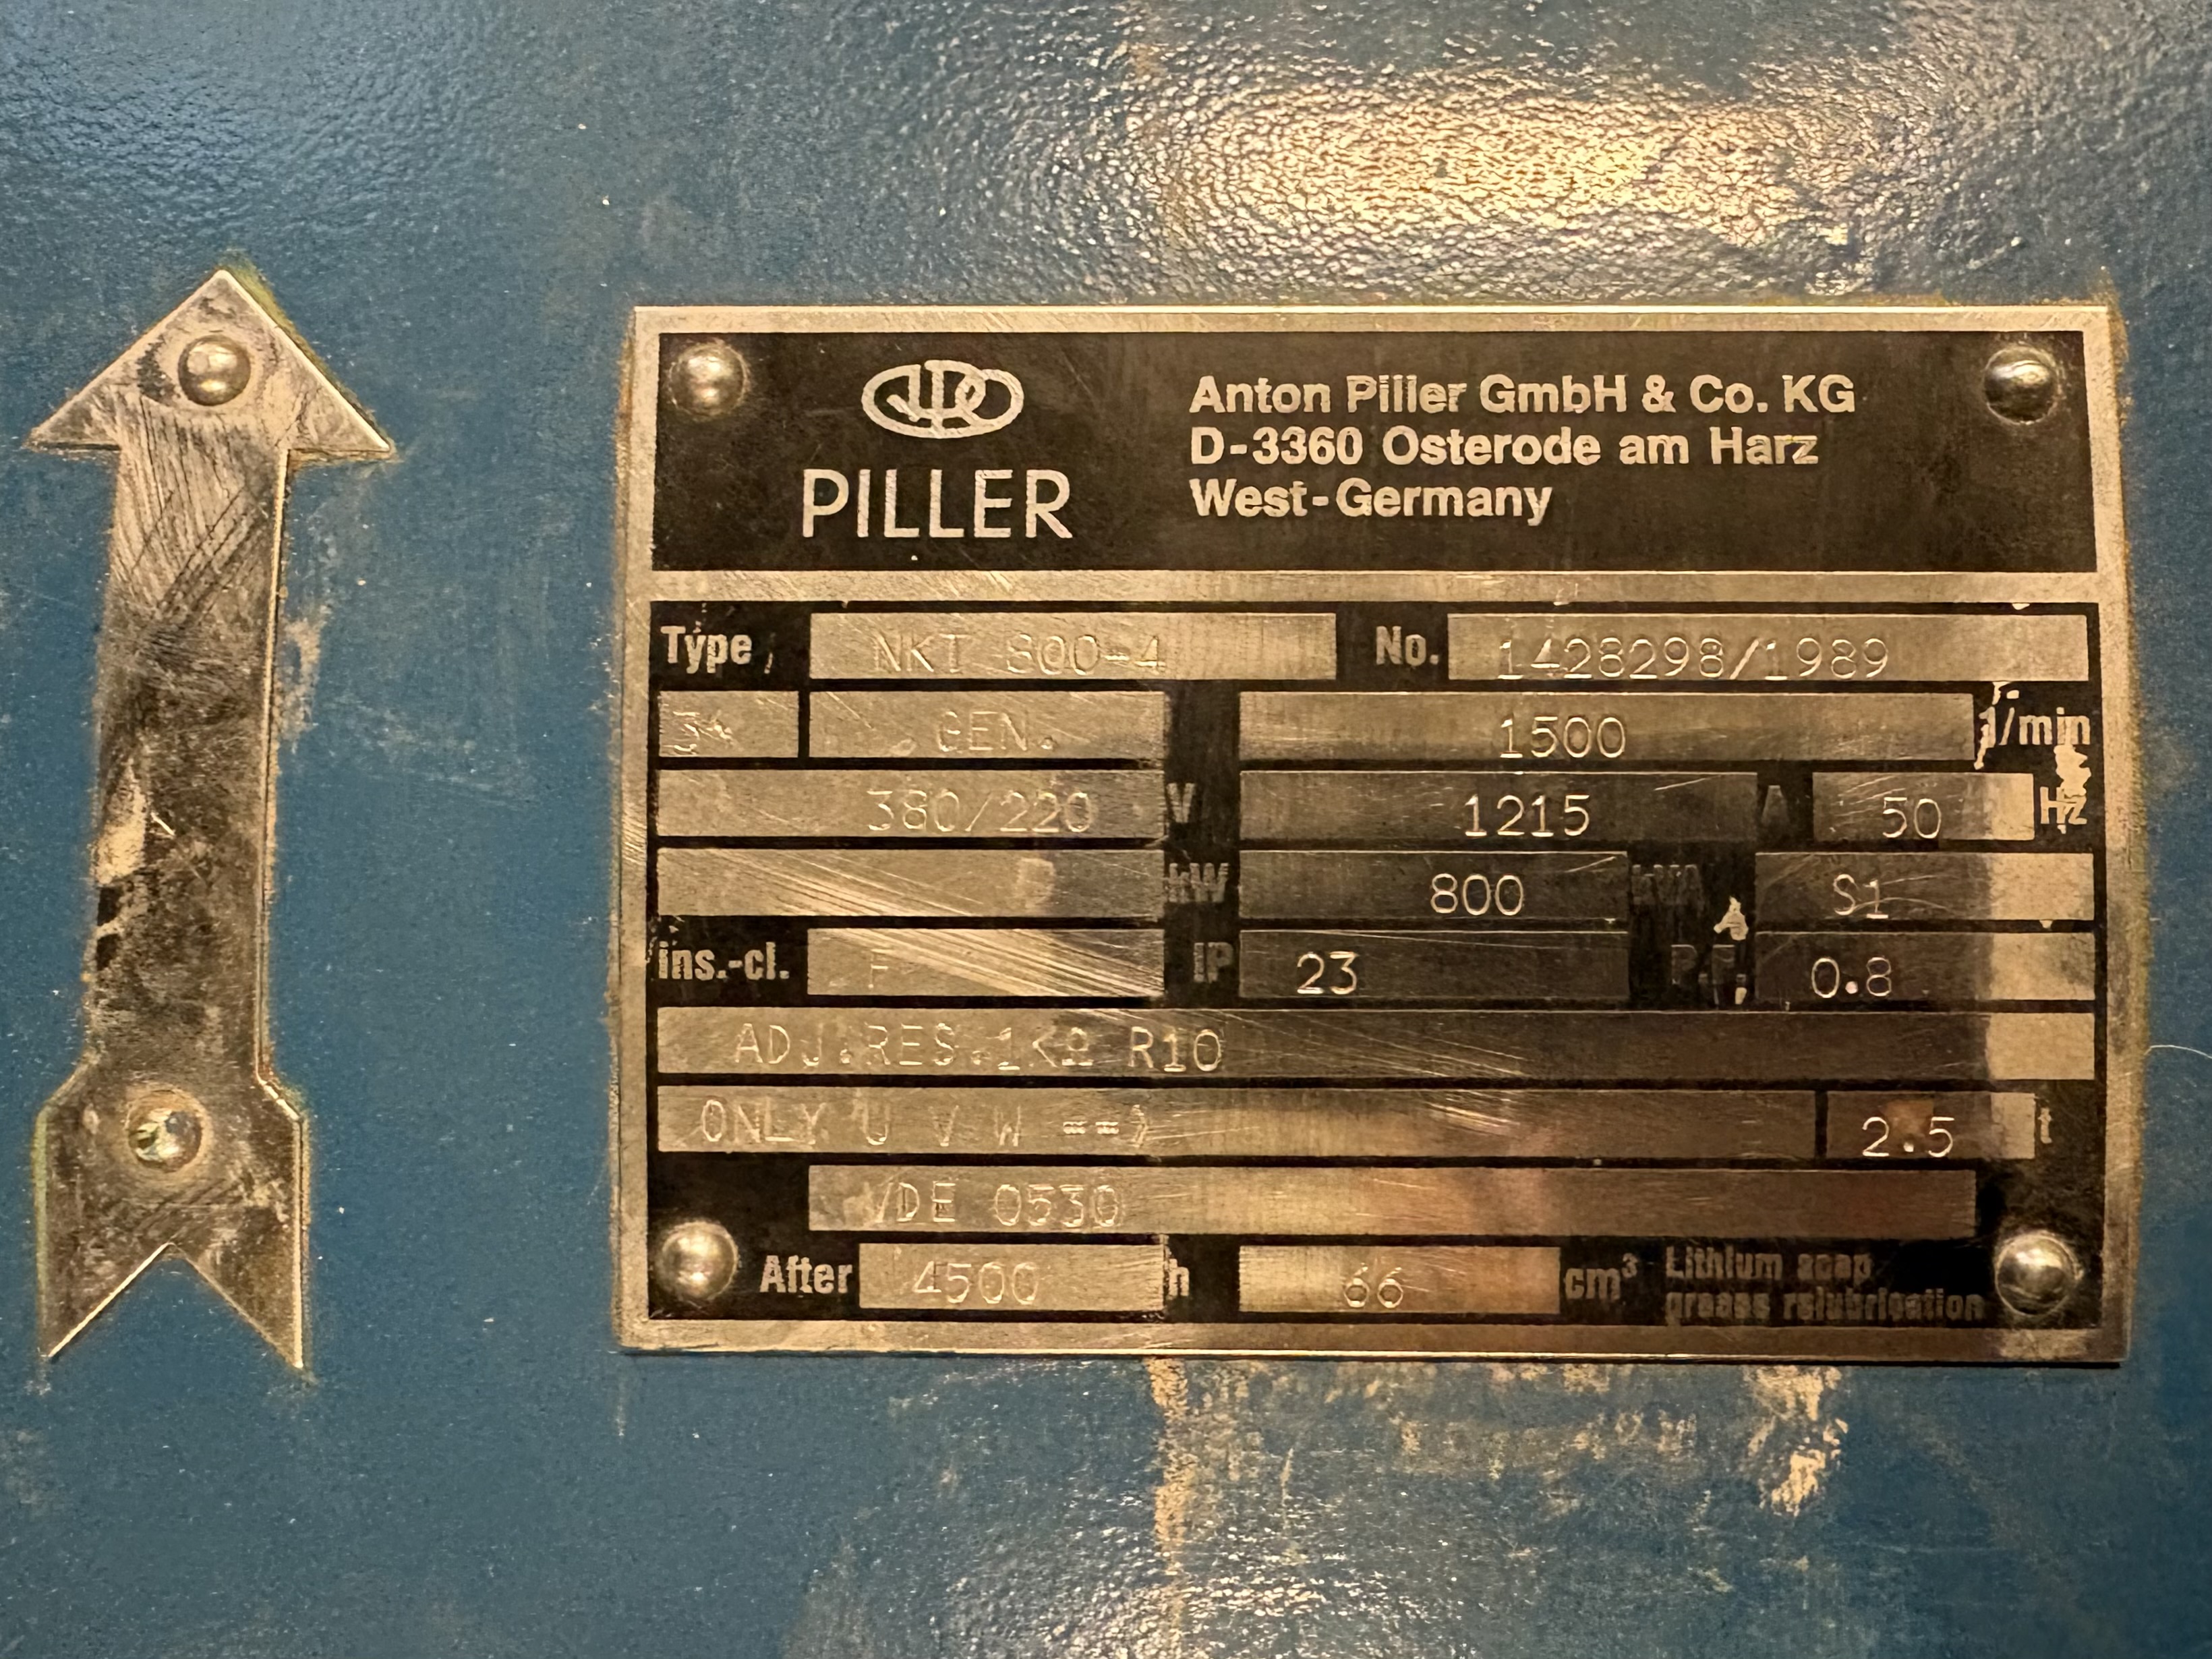 PILLER
Anton Piller GmbH & Co. KG
D-3360 Osterode am Harz
West-Germany
Type NKT 800-4 No. 1428298/1989
3~ GEN. 1500 1/min
380/220 V 1215 A 50 Hz
kW 800 kVA S1
ins.-cl. F IP 23 P.F. 0.8
ADJ.RES.1KΩ R10
ONLY U V W --> 2.5 t
VDE 0530
After 4500 h 66 cm³ Lithium soap
grease relubrication